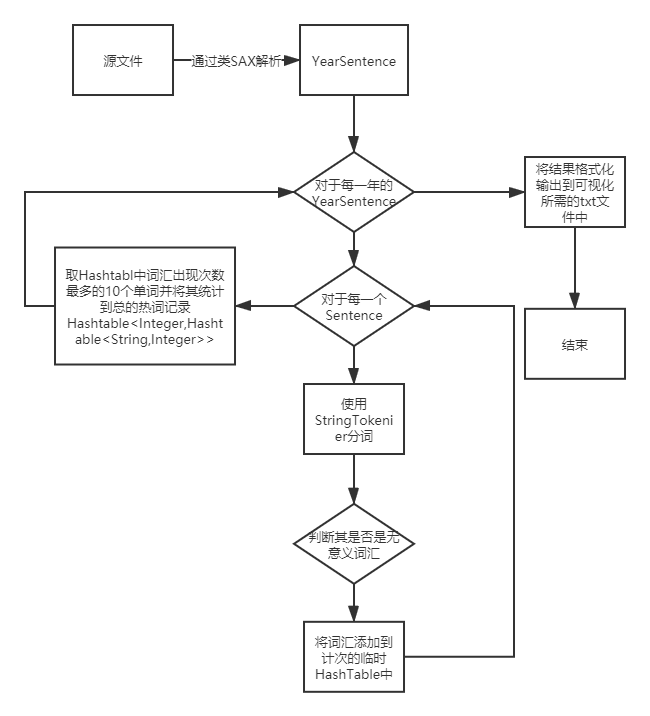 源文件
通过类SAX解析
YearSentence
对于每一年的
YearSentence
将结果格式化
输出到可视化
所需的txt文
件中
取Hashtabl中词汇出现次数
最多的10个单词并将其统计
到总的热词记录
Hashtable<Integer,Hasht
able<String,Integer>>
对于每一个
Sentence
结束
使用
StringTokeni
er分词
判断其是否是无
意义词汇
将词汇添加到
计次的临时
HashTable中